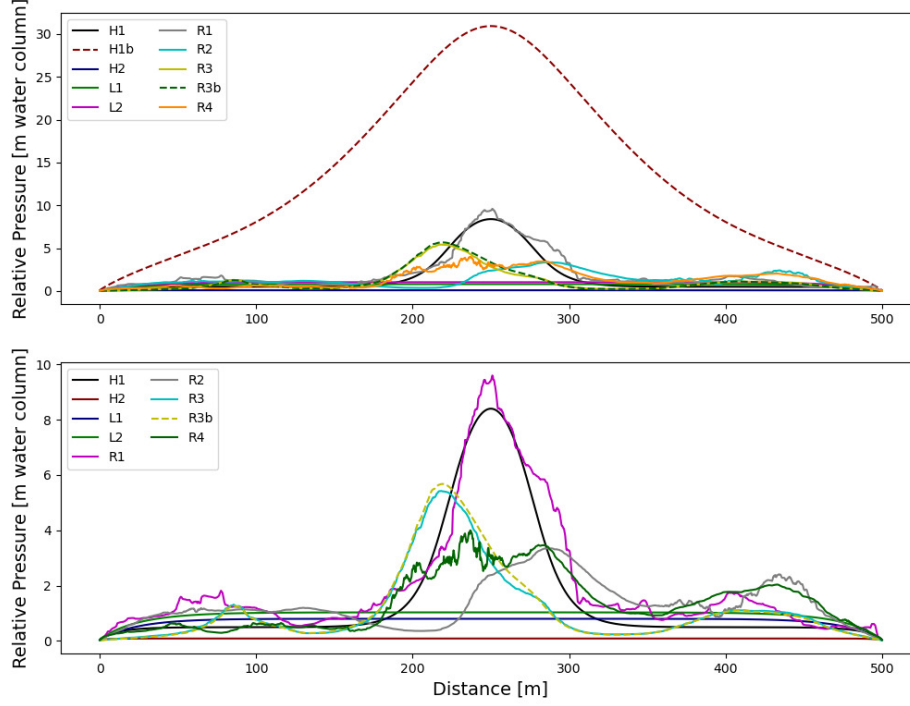 Relative Pressure [m water column]
30
25
20
15
10
5
0
H1
H1b
H2
L1
L2
R1
R2
R3
R3b
R4
0 100 200 300 400 500
Relative Pressure [m water column]
10
8
6
4
2
0
H1
H2
L1
L2
R1
R2
R3
R3b
R4
0 100 200 300 400 500
Distance [m]